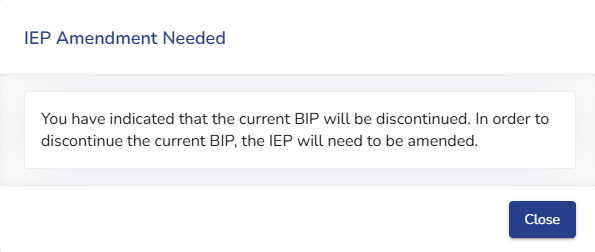 IEP Amendment Needed
You have indicated that the current BIP will be discontinued. In order to
discontinue the current BIP, the IEP will need to be amended.
Close